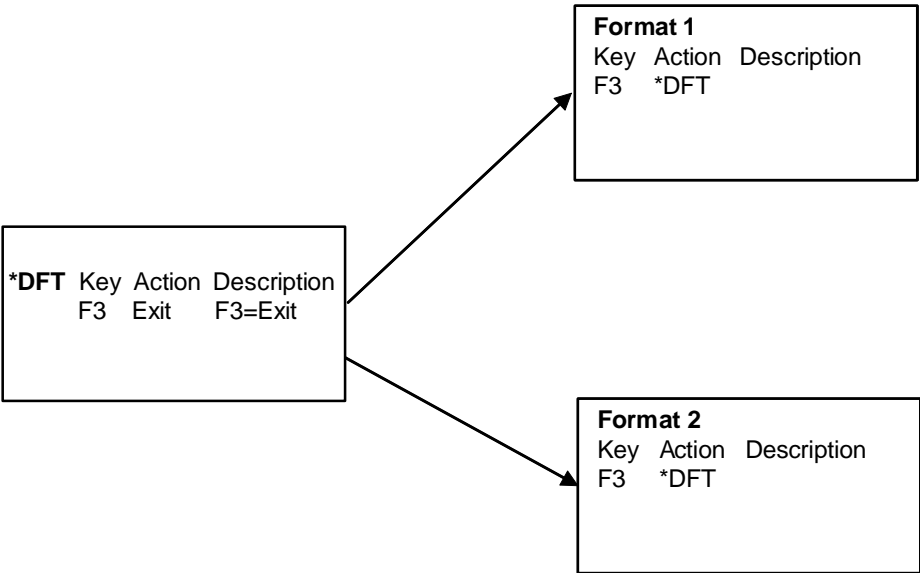 Format 1
Key Action Description
F3 *DFT
*DFT Key Action Description
F3 Exit F3=Exit
Format 2
Key Action Description
F3 *DFT